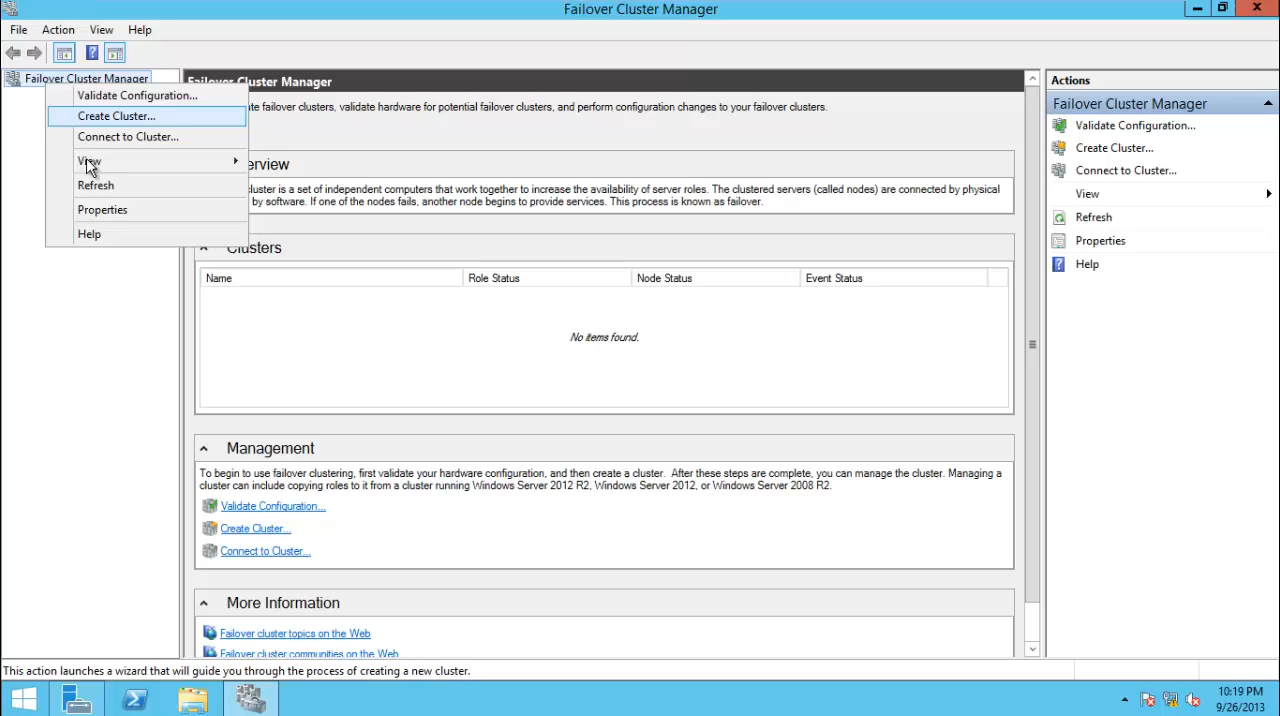 Failover Cluster Manager
File Action View Help
Failover Cluster Manager
Validate Configuration...
Create Cluster...
Connect to Cluster...
View
Refresh
Properties
Help
Failover Cluster Manager
te failover clusters, validate hardware for potential failover clusters, and perform configuration changes to your failover clusters.
erview
cluster is a set of independent computers that work together to increase the availability of server roles. The clustered servers (called nodes) are connected by physical
by software. If one of the nodes fails, another node begins to provide services. This process is known as failover.
Clusters
Name Role Status Node Status Event Status
No items found.
Management
To begin to use failover clustering, first validate your hardware configuration, and then create a cluster. After these steps are complete, you can manage the cluster. Managing a
cluster can include copying roles to it from a cluster running Windows Server 2012 R2, Windows Server 2012, or Windows Server 2008 R2.
Validate Configuration...
Create Cluster...
Connect to Cluster...
More Information
Failover cluster topics on the Web
Failover cluster communities on the Web
Actions
Failover Cluster Manager
Validate Configuration...
Create Cluster...
Connect to Cluster...
View
Refresh
Properties
Help
This action launches a wizard that will guide you through the process of creating a new cluster.
10:19 PM
9/26/2013